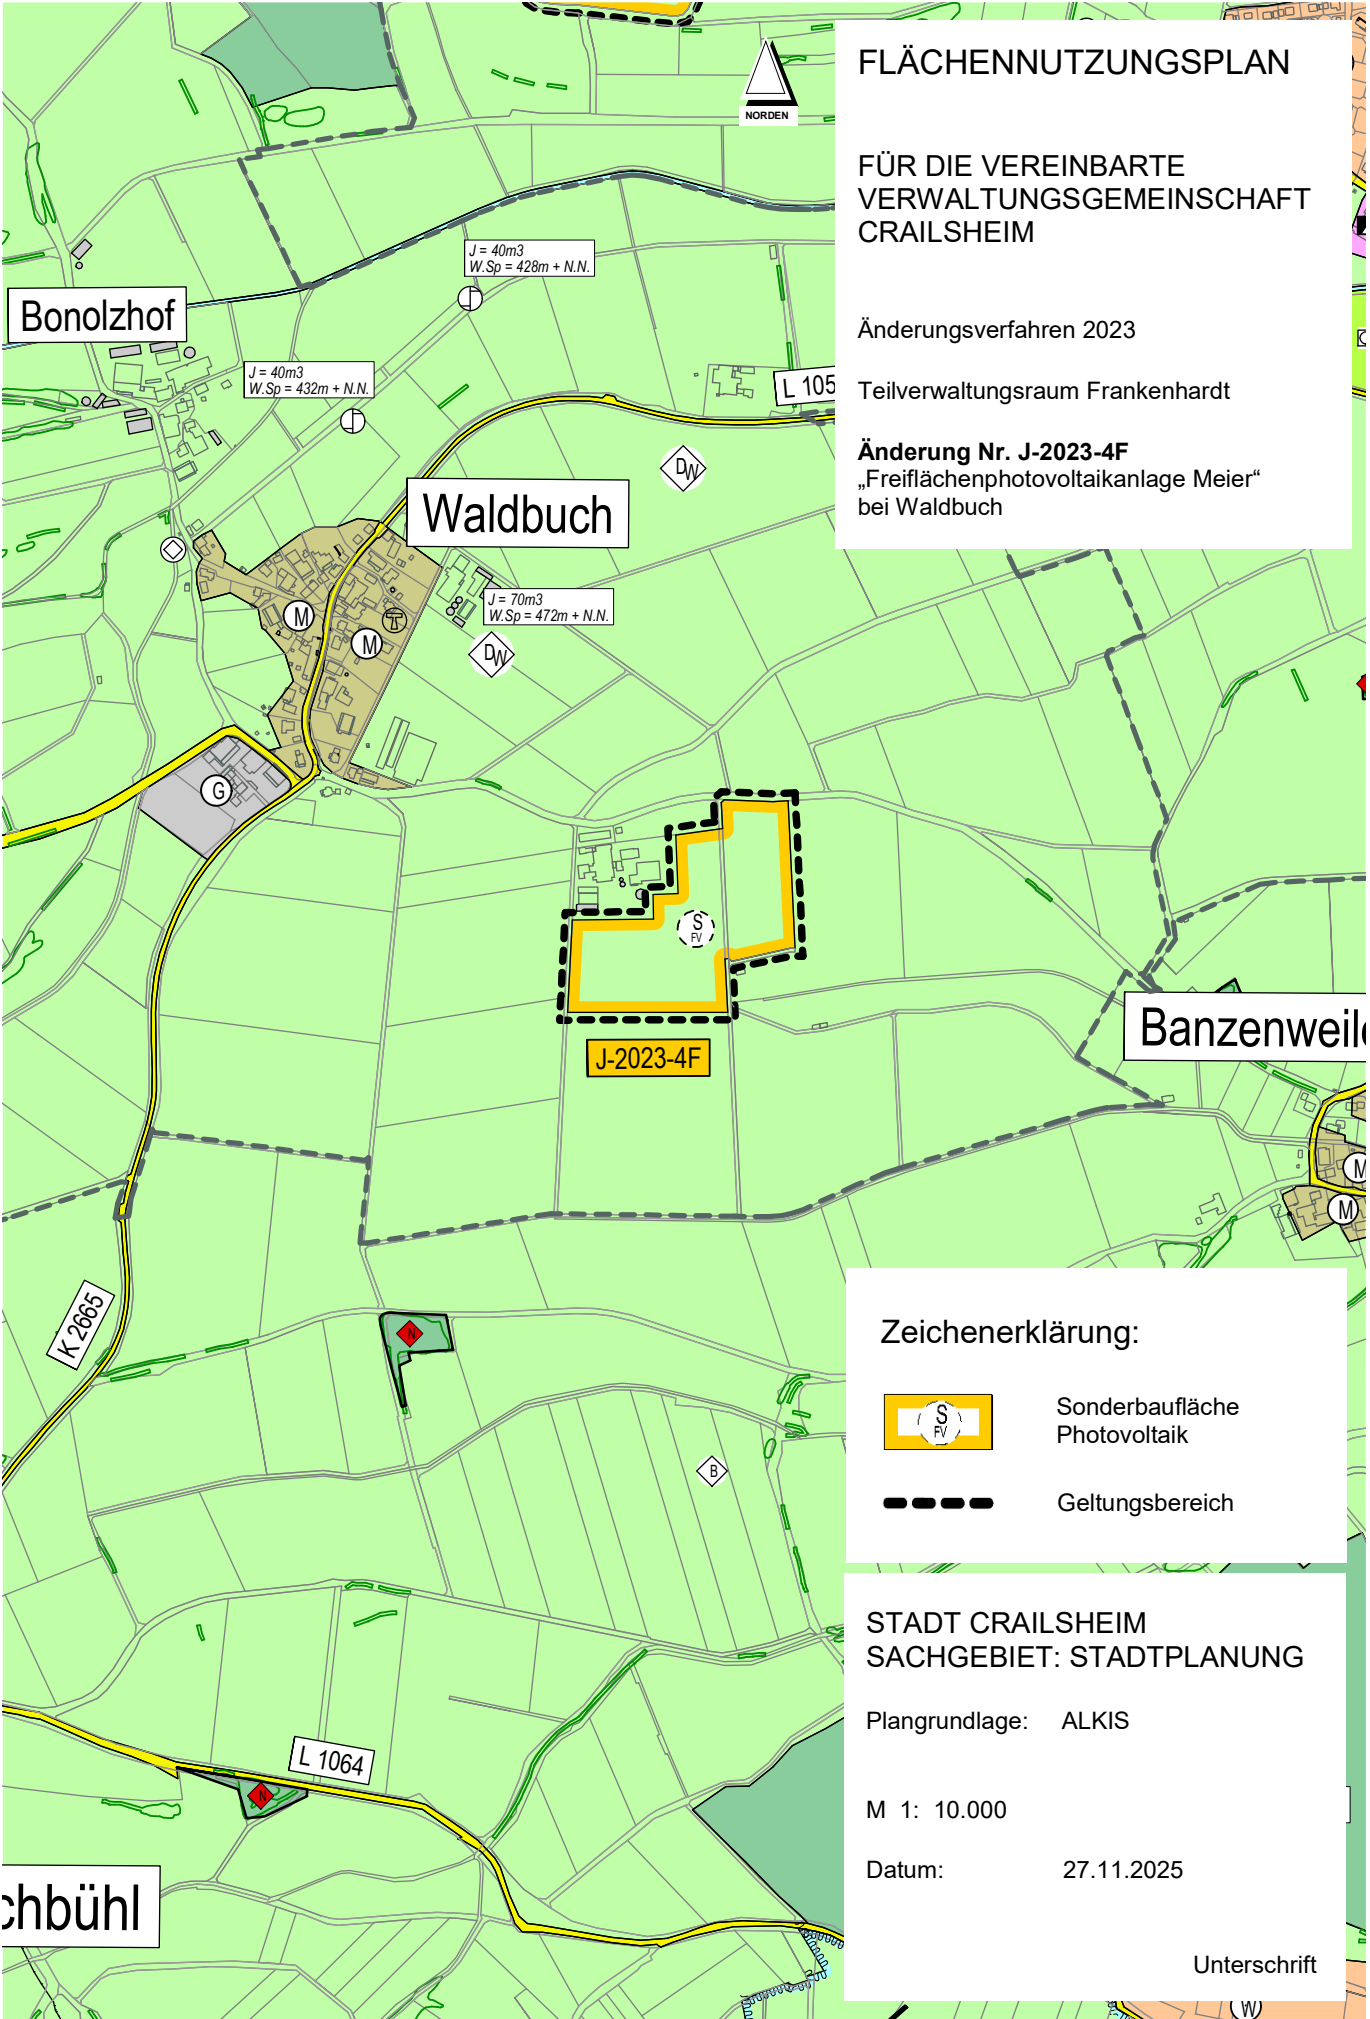 FLÄCHENNUTZUNGSPLAN
FÜR DIE VEREINBARTE
VERWALTUNGSGEMEINSCHAFT
CRAILSHEIM
Änderungsverfahren 2023
Teilverwaltungsraum Frankenhardt
Änderung Nr. J-2023-4F
„Freiflächenphotovoltaikanlage Meier“
bei Waldbuch
NORDEN
J = 40m3
W.Sp = 428m + N.N.
Bonolzhof
J = 40m3
W.Sp = 432m + N.N.
L 105
DW
Waldbuch
J = 70m3
W.Sp = 472m + N.N.
M
M
DW
G
S
FV
J-2023-4F
Banzenweile
M
M
K 2665
N
B
L 1064
N
chbühl
W
Zeichenerklärung:
S
FV
Sonderbaufläche
Photovoltaik
Geltungsbereich
STADT CRAILSHEIM
SACHGEBIET: STADTPLANUNG
Plangrundlage: ALKIS
M 1: 10.000
Datum: 27.11.2025
Unterschrift